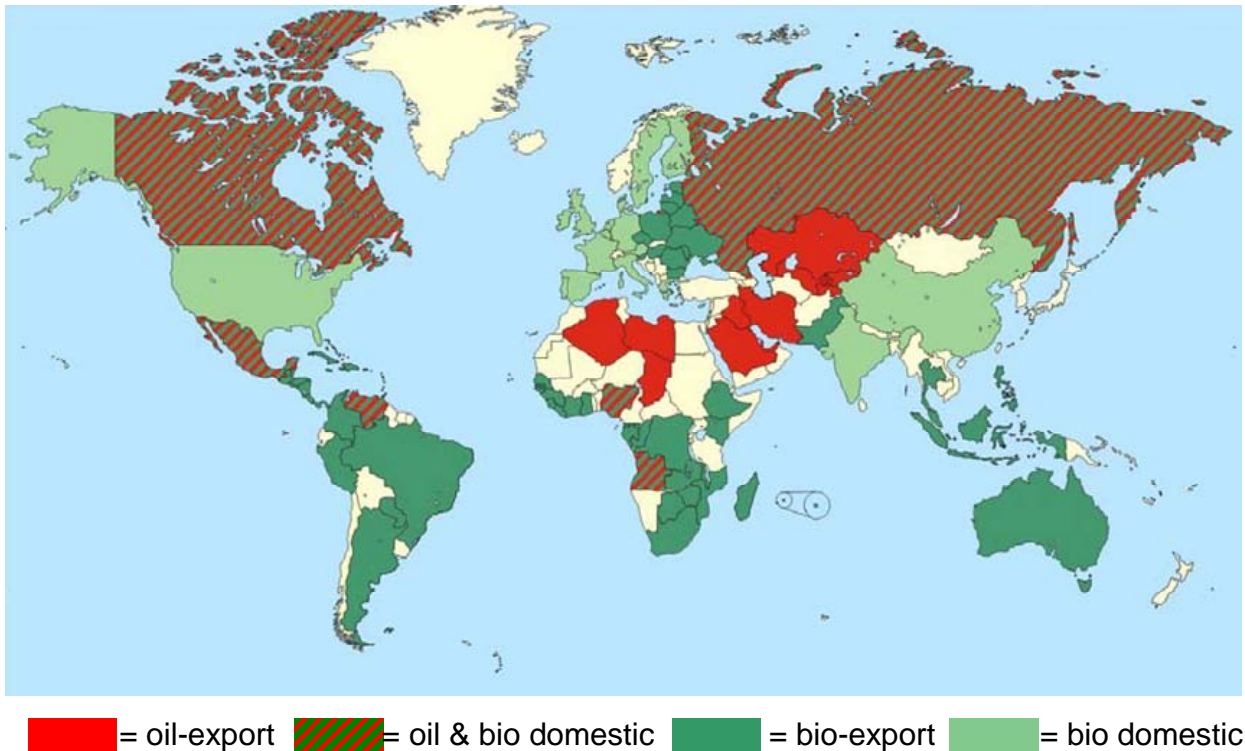 = oil-export = oil & bio domestic = bio-export = bio domestic